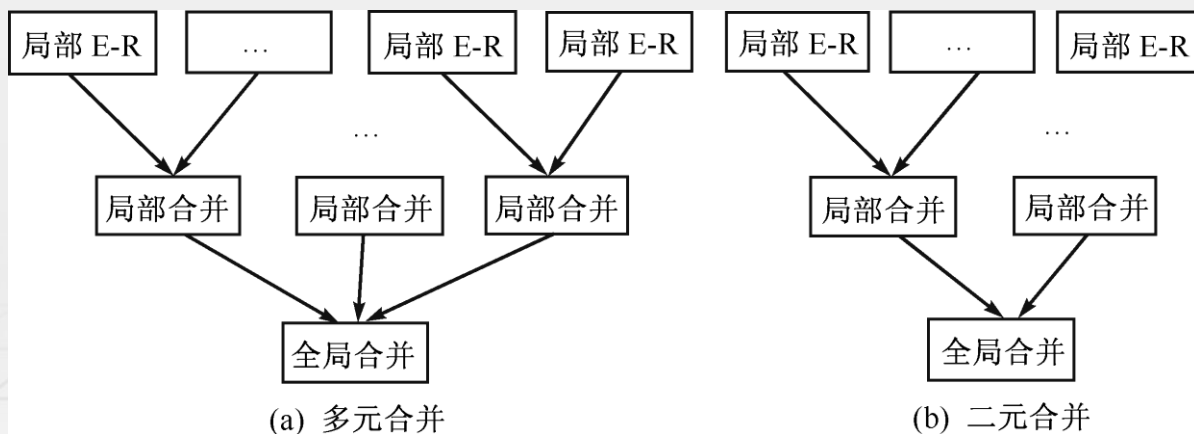 局部 E-R
…
局部 E-R
局部 E-R
…
局部合并
局部合并
局部合并
全局合并
(a) 多元合并
局部 E-R
…
局部 E-R
…
局部合并
局部合并
全局合并
(b) 二元合并